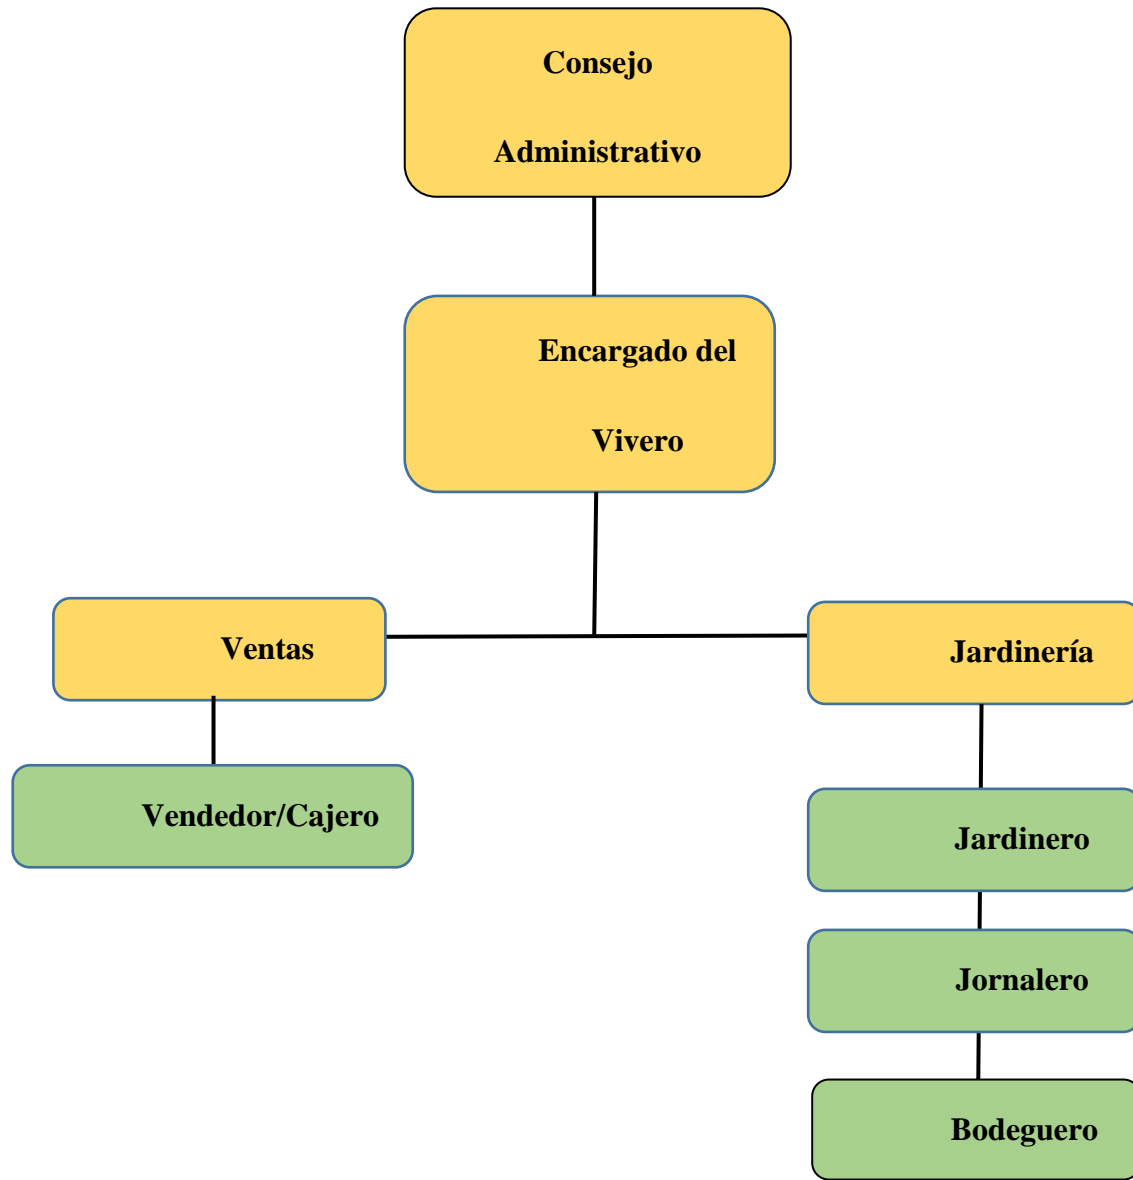 Consejo
Administrativo
Encargado del
Vivero
Ventas
Jardinería
Vendedor/Cajero
Jardinero
Jornalero
Bodeguero